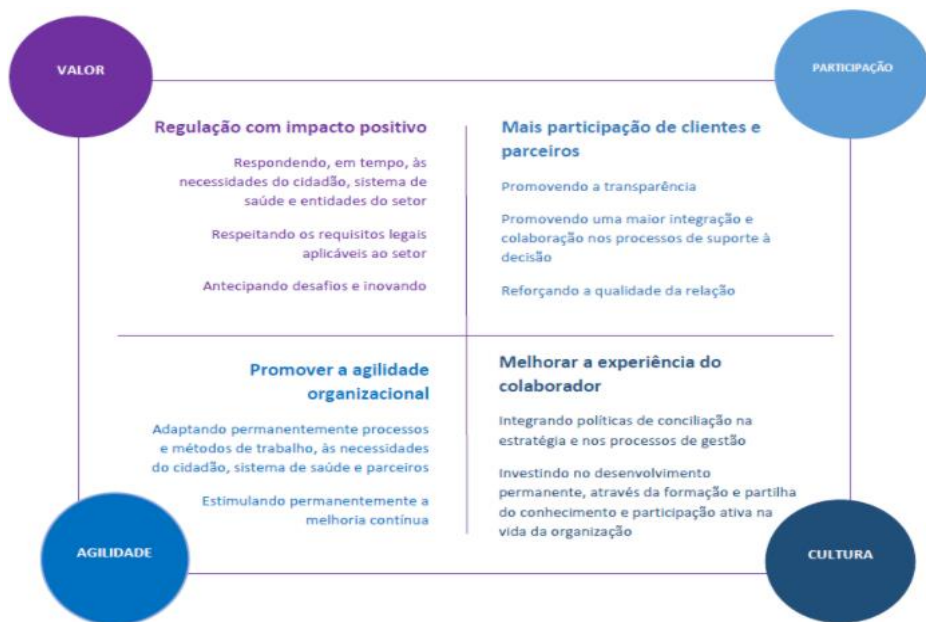 VALOR
PARTICIPAÇÃO
Regulação com impacto positivo
Respondendo, em tempo, às
necessidades do cidadão, sistema de
saúde e entidades do setor
Respeitando os requisitos legais
aplicáveis ao setor
Antecipando desafios e inovando
Mais participação de clientes e
parceiros
Promovendo a transparência
Promovendo uma maior integração e
colaboração nos processos de suporte à
decisão
Reforçando a qualidade da relação
Promover a agilidade
organizacional
Adaptando permanentemente processos
e métodos de trabalho, às necessidades
do cidadão, sistema de saúde e parceiros
Estimulando permanentemente a
melhoria contínua
Melhorar a experiência do
colaborador
Integrando políticas de conciliação na
estratégia e nos processos de gestão
Investindo no desenvolvimento
permanente, através da formação e partilha
do conhecimento e participação ativa na
vida da organização
AGILIDADE
CULTURA